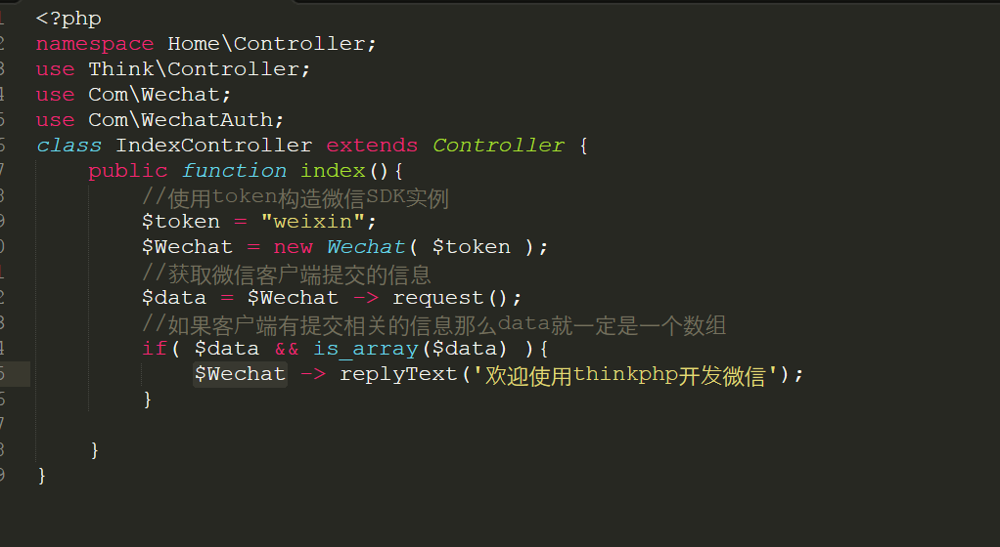 <?php
namespace Home\Controller;
use Think\Controller;
use Com\Wechat;
use Com\WechatAuth;
class IndexController extends Controller {
public function index(){
//使用token构造微信SDK实例
$token = "weixin";
$Wechat = new Wechat( $token );
//获取微信客户端提交的信息
$data = $Wechat -> request();
//如果客户端有提交相关的信息那么data就一定是一个数组
if( $data && is_array($data) ){
$Wechat -> replyText('欢迎使用thinkphp开发微信');
}
}
}